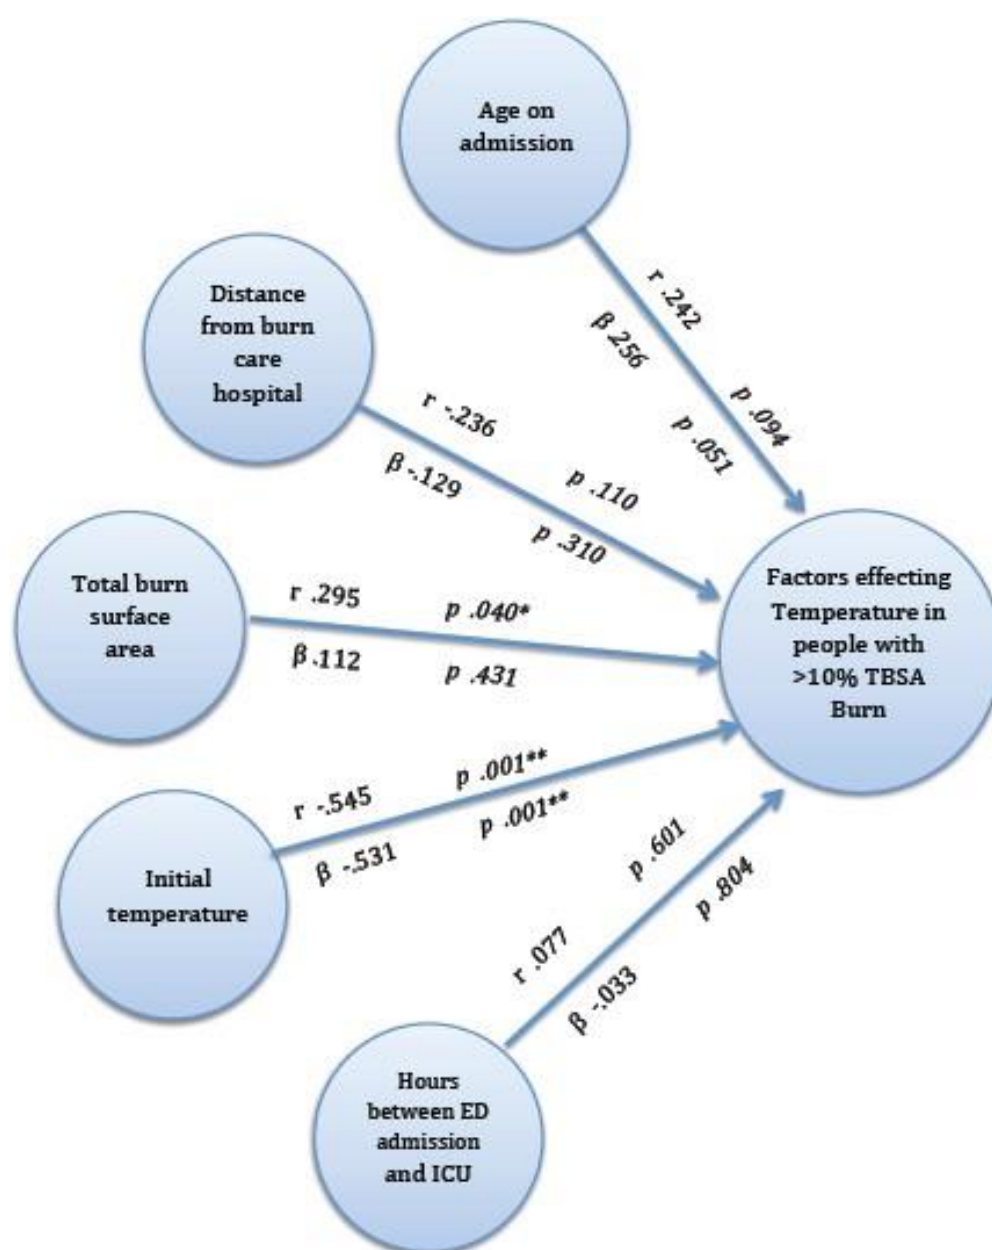 Age on
admission
r .242
p .094
β 256
p .051
Distance
from burn
care
hospital
r -.236
p .110
β -.129
p .310
Total burn
surface
area
r .295
p .040*
β .112
p .431
Factors effecting
Temperature in
people with
>10% TBSA
Burn
Initial
temperature
r -.545
p .001**
β -.531
p .001**
Hours
between ED
admission
and ICU
r .077
p .601
β -.033
p .804